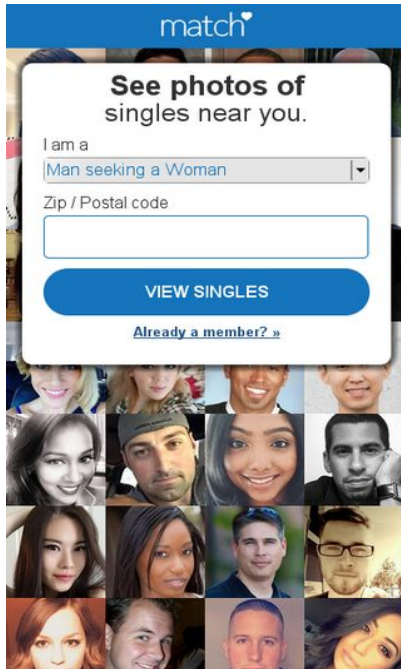 match
See photos of
singles near you.
I am a
Man seeking a Woman
Zip / Postal code
VIEW SINGLES
Already a member? »